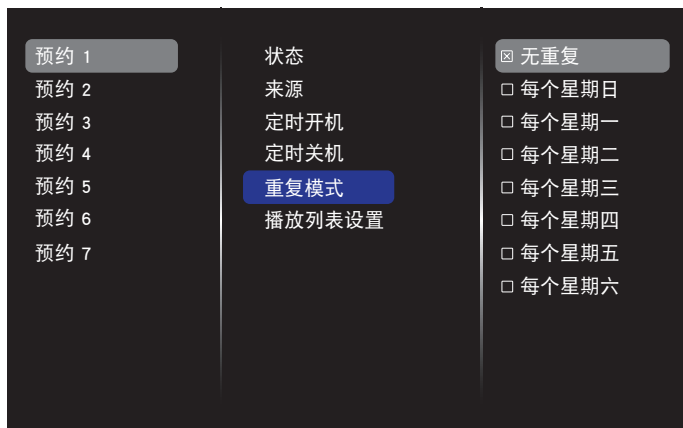 预约 1
预约 2
预约 3
预约 4
预约 5
预约 6
预约 7
状态
来源
定时开机
定时关机
重复模式
播放列表设置
☒ 无重复
☐ 每个星期日
☐ 每个星期一
☐ 每个星期二
☐ 每个星期三
☐ 每个星期四
☐ 每个星期五
☐ 每个星期六